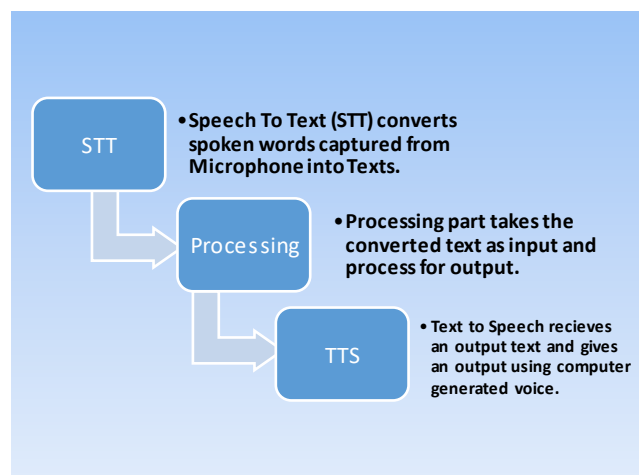 STT
•Speech To Text (STT) converts
spoken words captured from
Microphone into Texts.
Processing
•Processing part takes the
converted text as input and
process for output.
TTS
• Text to Speech recieves
an output text and gives
an output using computer
generated voice.